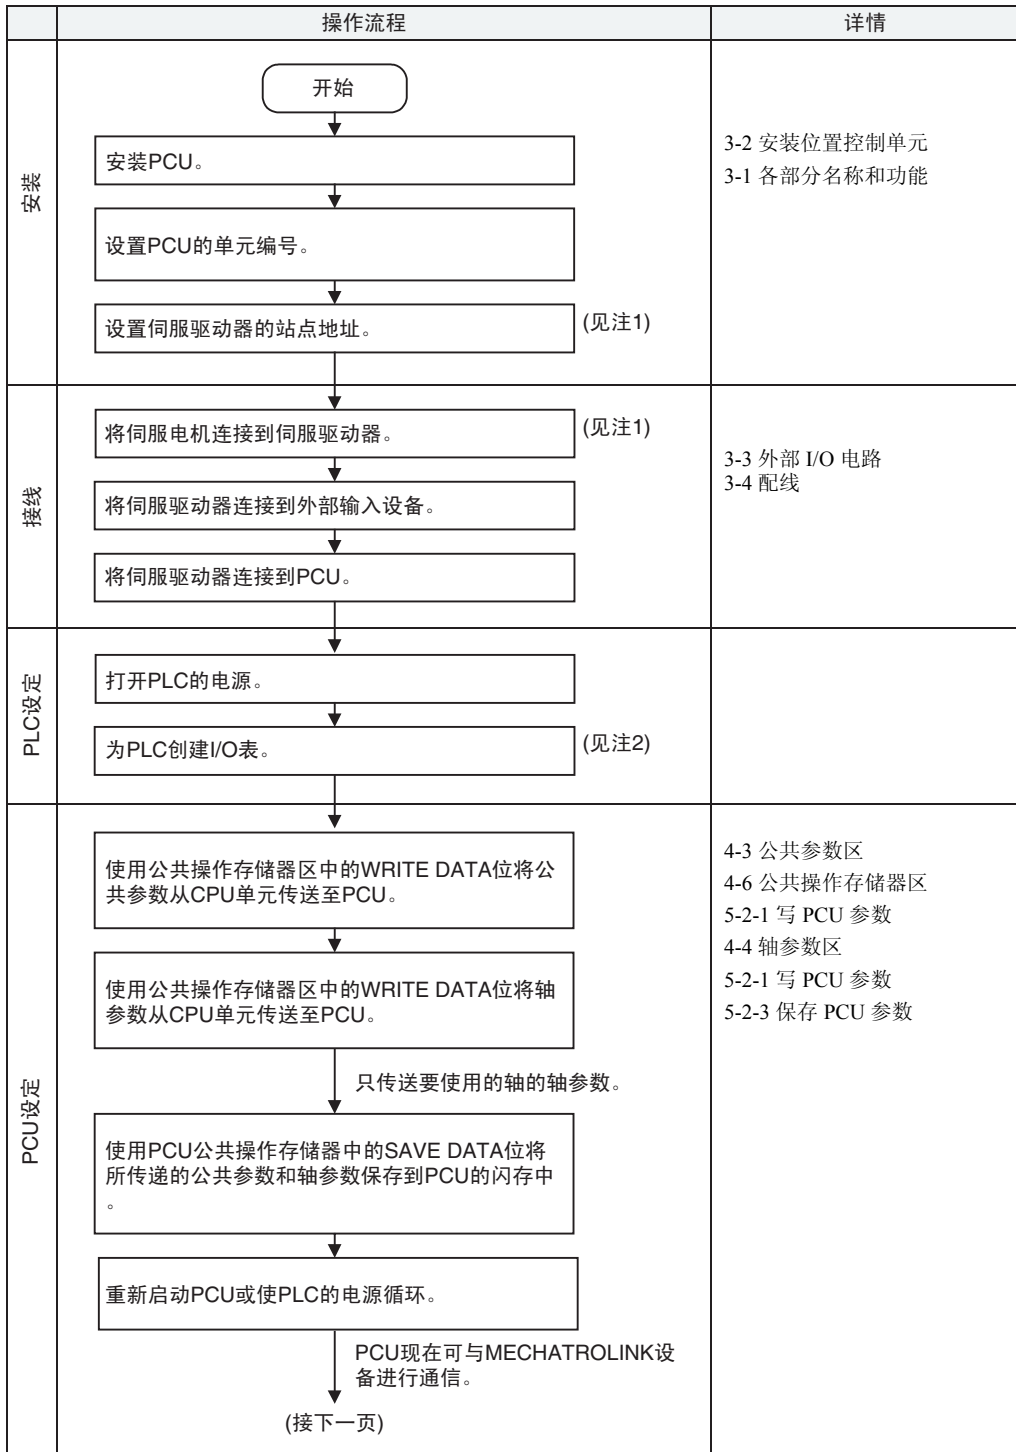 操作流程
详情
安装
开始
安装PCU。
设置PCU的单元编号。
设置伺服驱动器的站点地址。
(见注1)
3-2 安装位置控制单元
3-1 各部分名称和功能
接线
将伺服电机连接到伺服驱动器。
(见注1)
将伺服驱动器连接到外部输入设备。
将伺服驱动器连接到PCU。
3-3 外部 I/O 电路
3-4 配线
PLC设定
打开PLC的电源。
为PLC创建I/O表。
(见注2)
PCU设定
使用公共操作存储器区中的WRITE DATA位将公
共参数从CPU单元传送至PCU。
使用公共操作存储器区中的WRITE DATA位将轴
参数从CPU单元传送至PCU。
只传送要使用的轴的轴参数。
使用PCU公共操作存储器中的SAVE DATA位将
所传递的公共参数和轴参数保存到PCU的闪存中
。
重新启动PCU或使PLC的电源循环。
PCU现在可与MECHATROLINK设
备进行通信。
(接下一页)
4-3 公共参数区
4-6 公共操作存储器区
5-2-1 写 PCU 参数
4-4 轴参数区
5-2-1 写 PCU 参数
5-2-3 保存 PCU 参数